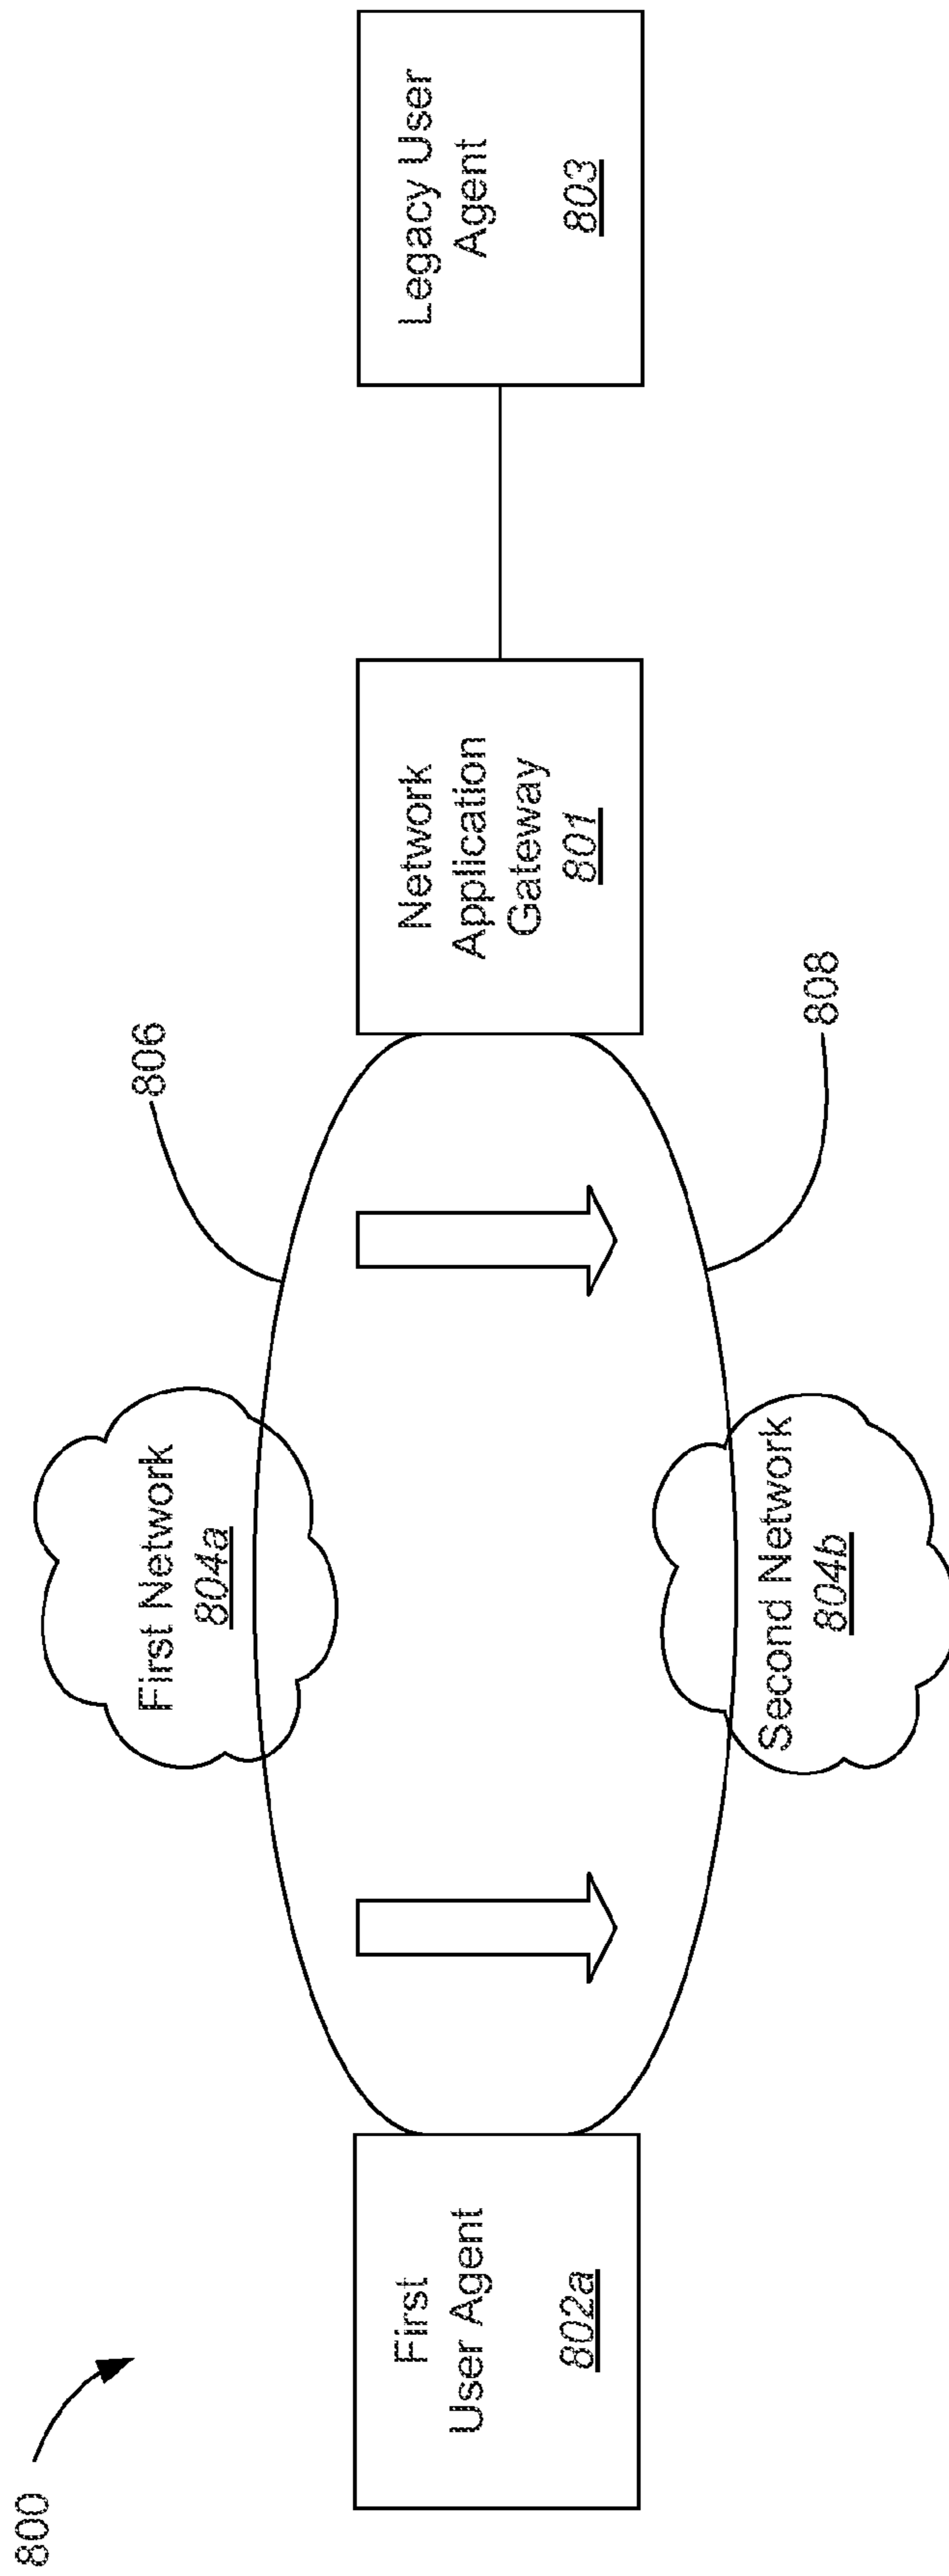 800
First Network
804a
806
First
User Agent
802a
Network
Application
Gateway
801
Legacy User
Agent
803
Second Network
804b
808